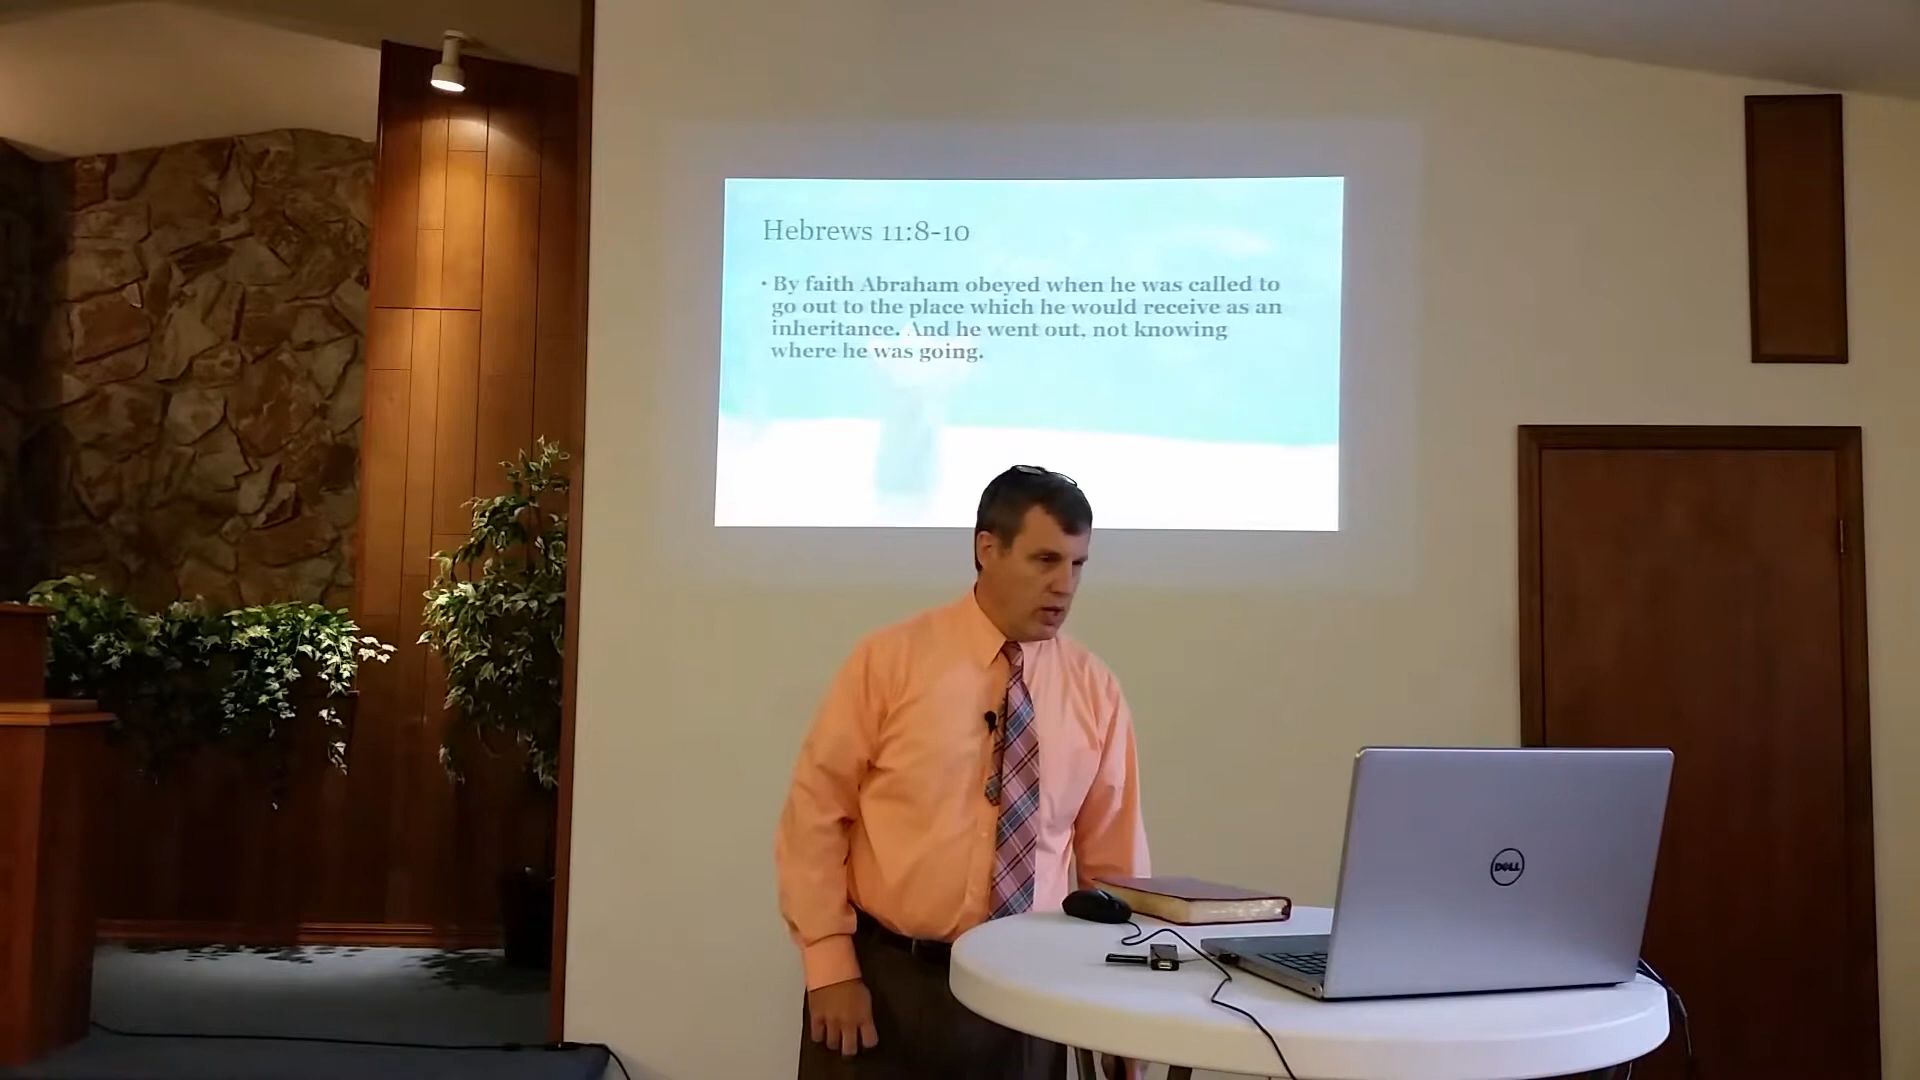 Hebrews 11:8-10
• By faith Abraham obeyed when he was called to
go out to the place which he would receive as an
inheritance. And he went out, not knowing
where he was going.
DELL